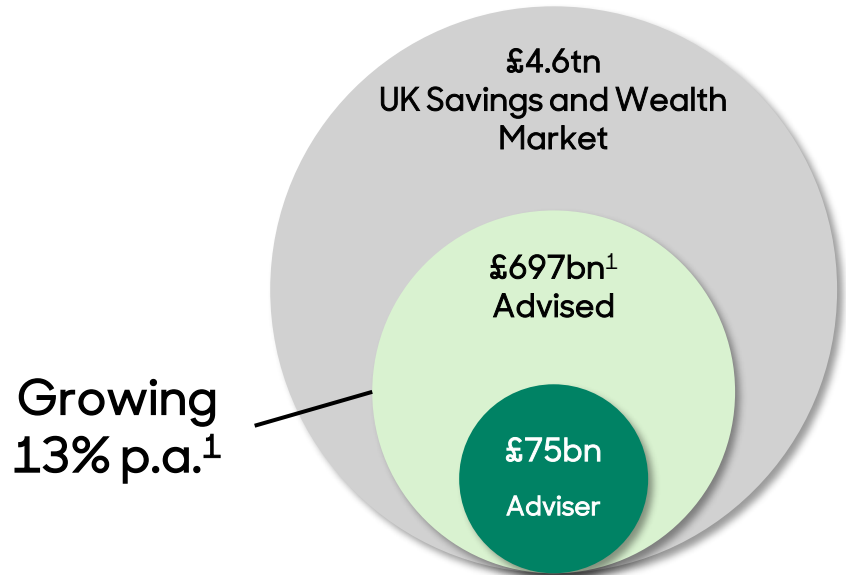 £4.6tn
UK Savings and Wealth
Market
£697bn¹
Advised
Growing
13% p.a.¹
£75bn
Adviser